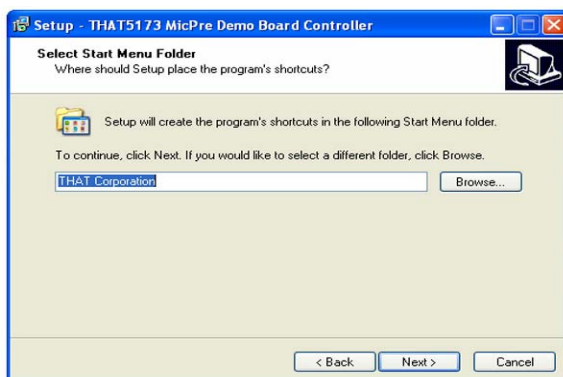 Setup - THAT5173 MicPre Demo Board Controller
Select Start Menu Folder
Where should Setup place the program's shortcuts?
Setup will create the program's shortcuts in the following Start Menu folder.
To continue, click Next. If you would like to select a different folder, click Browse.
THAT Corporation
Browse...
< Back
Next >
Cancel